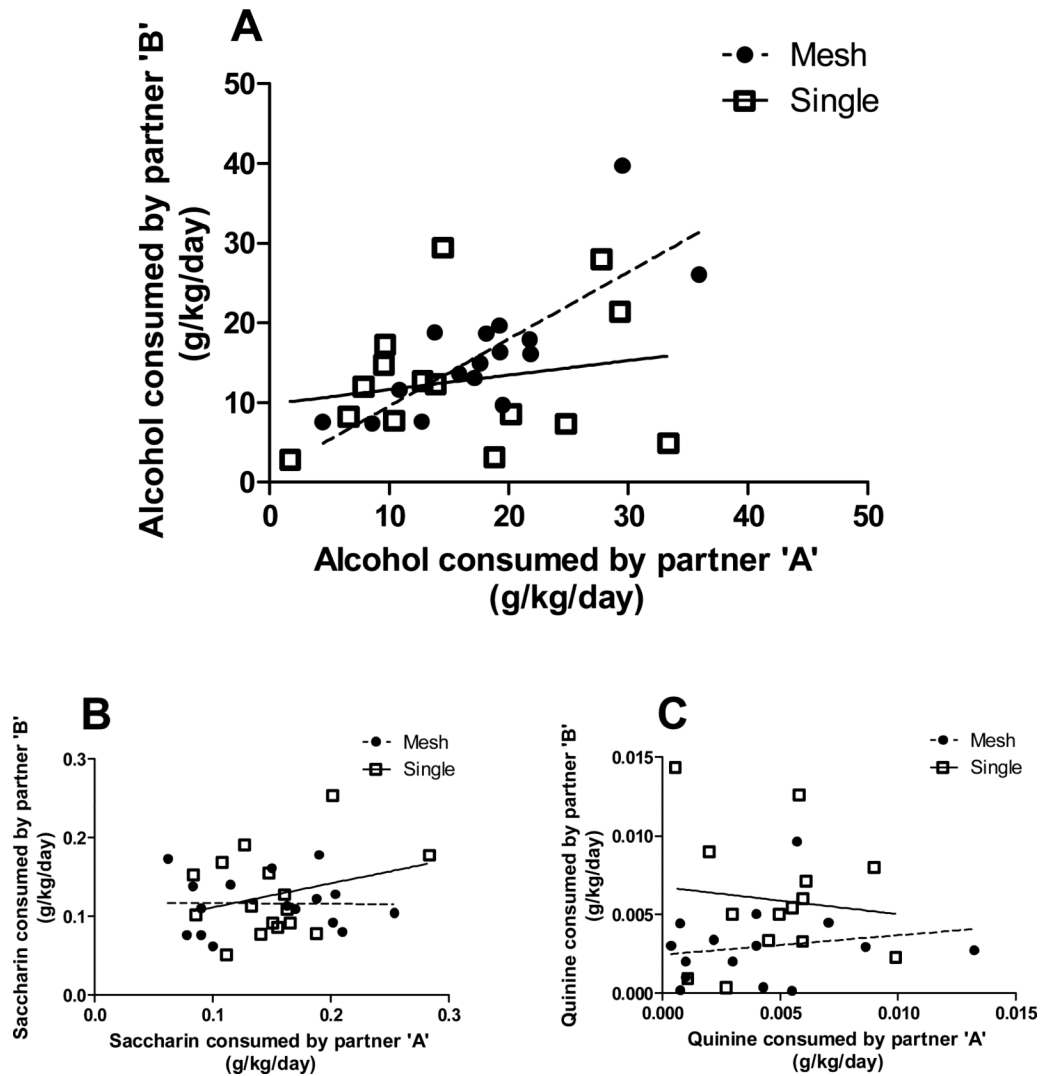 A
Mesh
Single
Alcohol consumed by partner 'B'
(g/kg/day)
50
40
30
20
10
0
0 10 20 30 40 50
Alcohol consumed by partner 'A'
(g/kg/day)
B
Mesh
Single
Saccharin consumed by partner 'B'
(g/kg/day)
0.3
0.2
0.1
0.0
0.0 0.1 0.2 0.3
Saccharin consumed by partner 'A'
(g/kg/day)
C
Mesh
Single
Quinine consumed by partner 'B'
(g/kg/day)
0.015
0.010
0.005
0.000
0.000 0.005 0.010 0.015
Quinine consumed by partner 'A'
(g/kg/day)